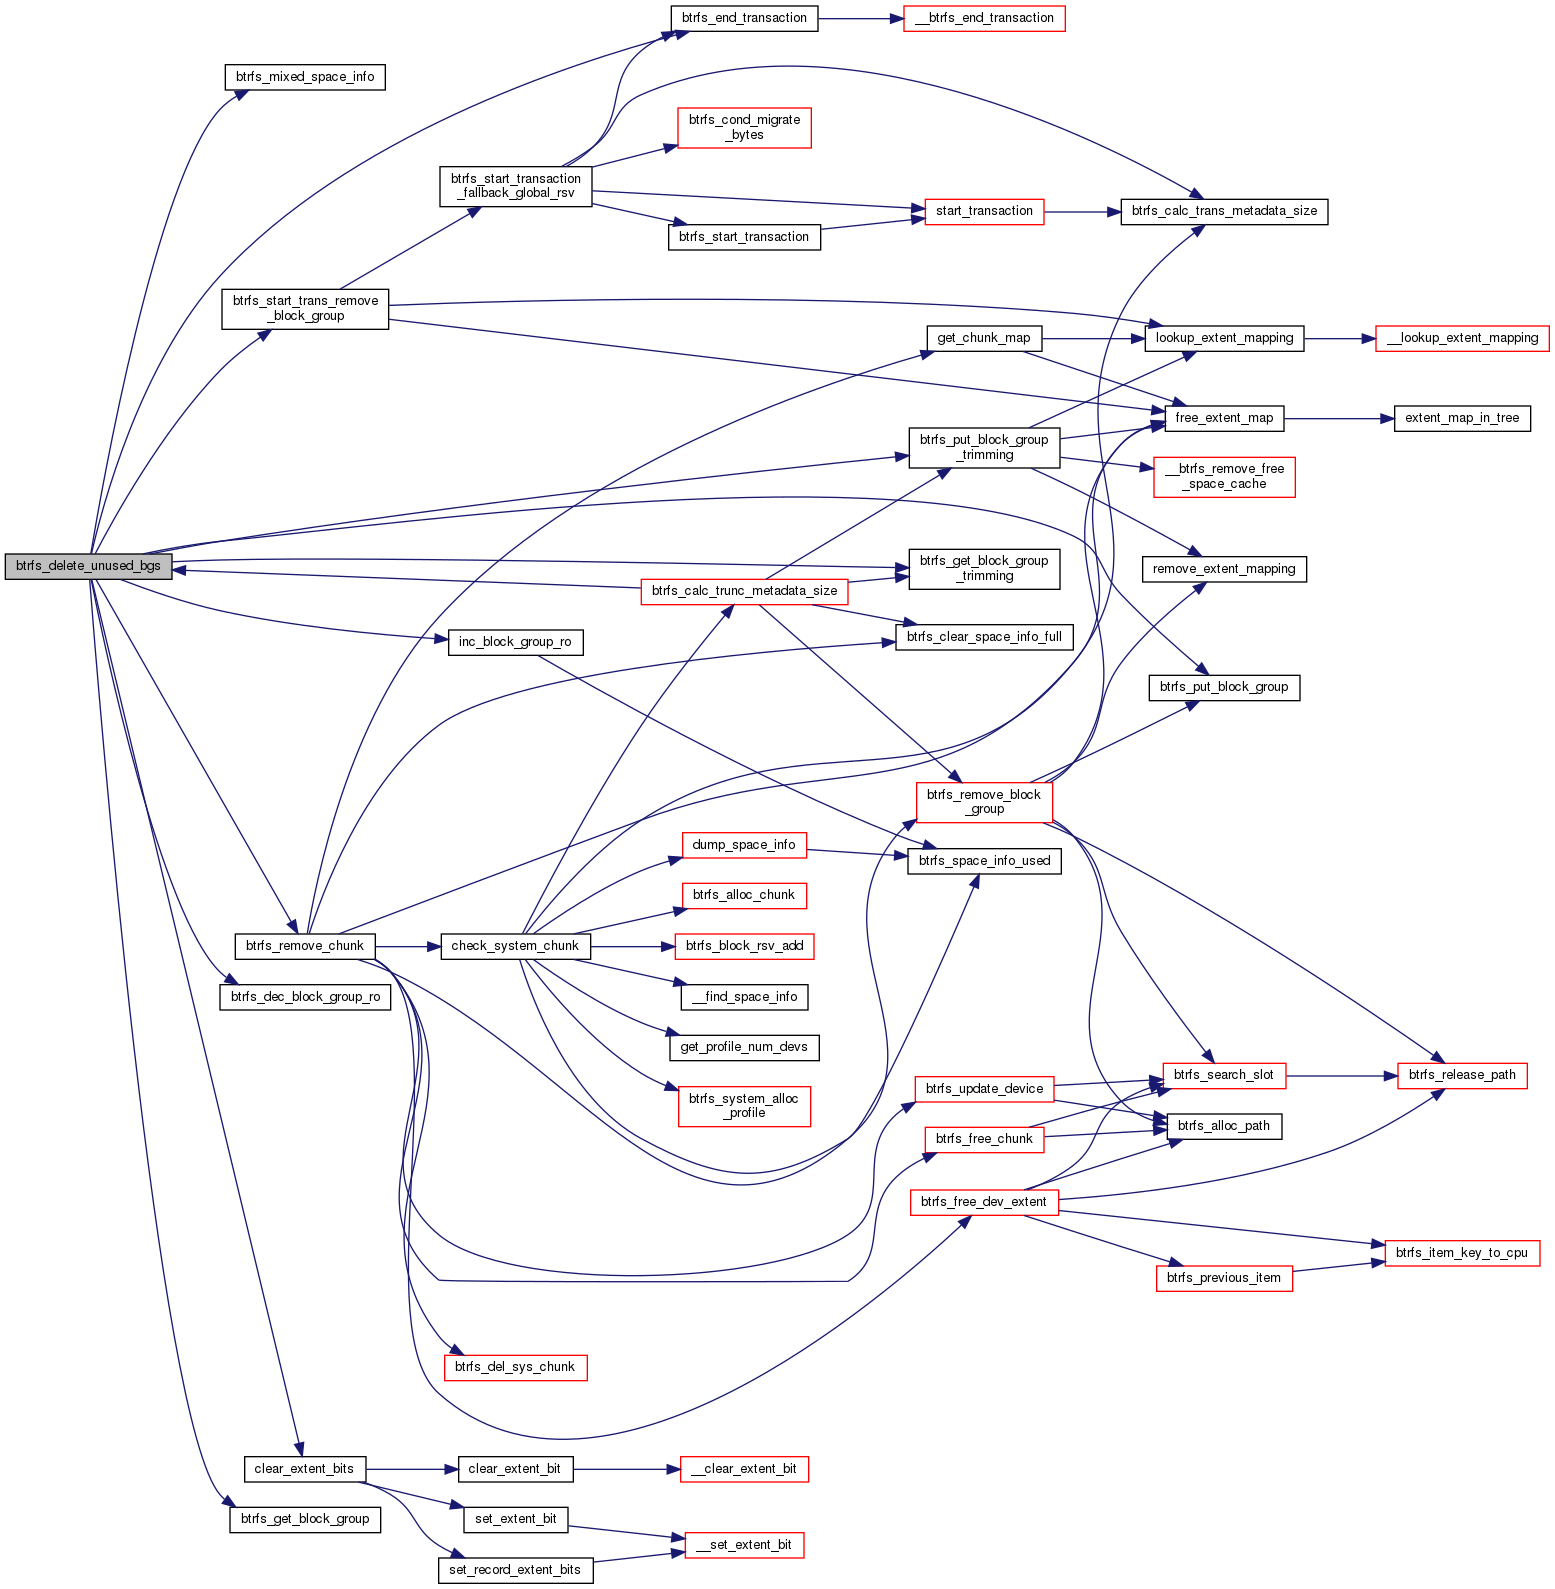 btrfs_end_transaction
__btrfs_end_transaction
btrfs_mixed_space_info
btrfs_cond_migrate
_bytes
btrfs_start_transaction
_fallback_global_rsv
start_transaction
btrfs_calc_trans_metadata_size
btrfs_start_transaction
btrfs_start_trans_remove
_block_group
get_chunk_map
lookup_extent_mapping
__lookup_extent_mapping
free_extent_map
extent_map_in_tree
btrfs_put_block_group
_trimming
__btrfs_remove_free
_space_cache
btrfs_delete_unused_bgs
btrfs_get_block_group
_trimming
remove_extent_mapping
btrfs_calc_trunc_metadata_size
inc_block_group_ro
btrfs_clear_space_info_full
btrfs_put_block_group
btrfs_remove_block
_group
dump_space_info
btrfs_space_info_used
btrfs_alloc_chunk
btrfs_remove_chunk
check_system_chunk
btrfs_block_rsv_add
btrfs_dec_block_group_ro
__find_space_info
get_profile_num_devs
btrfs_system_alloc
_profile
btrfs_update_device
btrfs_search_slot
btrfs_release_path
btrfs_free_chunk
btrfs_alloc_path
btrfs_free_dev_extent
btrfs_item_key_to_cpu
btrfs_previous_item
btrfs_del_sys_chunk
clear_extent_bits
clear_extent_bit
__clear_extent_bit
btrfs_get_block_group
set_extent_bit
__set_extent_bit
set_record_extent_bits